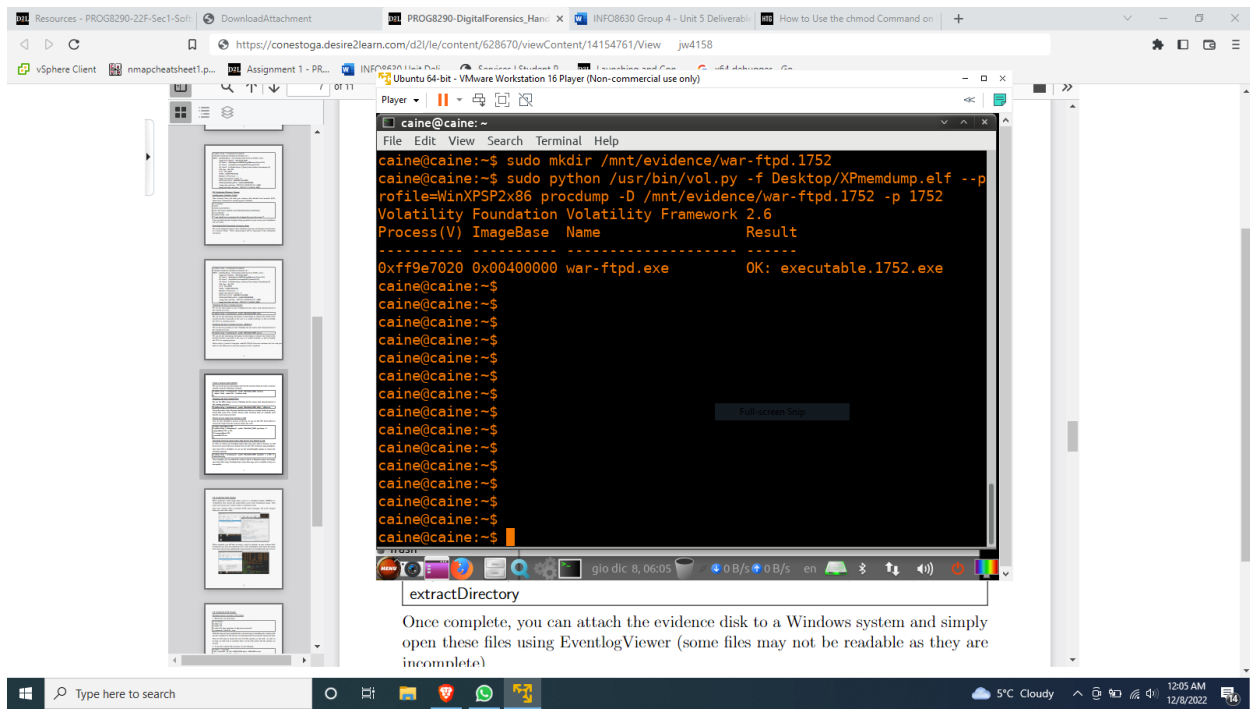 Resources - PROG8290-22F-Sec1-Soft
DownloadAttachment
PROG8290-DigitalForensics_Hand
INFO8630 Group 4 - Unit 5 Deliverabl
How to Use the chmod Command on
https://conestoga.desire2learn.com/d2l/le/content/628670/viewContent/14154761/View jw4158
vSphere Client
nmapcheatsheet1.p...
Assignment 1 - PR...
Ubuntu 64-bit - VMware Workstation 16 Player (Non-commercial use only)
7 of 11
Player
caine@caine: ~
File Edit View Search Terminal Help
caine@caine:~$ sudo mkdir /mnt/evidence/war-ftpd.1752
caine@caine:~$ sudo python /usr/bin/vol.py -f Desktop/XPmemdump.elf --p
rofile=WinXPSP2x86 procdump -D /mnt/evidence/war-ftpd.1752 -p 1752
Volatility Foundation Volatility Framework 2.6
Process(V) ImageBase Name Result
---------- ---------- -------------------- ------
0xff9e7020 0x00400000 war-ftpd.exe OK: executable.1752.exe
caine@caine:~$
caine@caine:~$
caine@caine:~$
caine@caine:~$
caine@caine:~$
caine@caine:~$
caine@caine:~$
caine@caine:~$
Full-screen Snip
caine@caine:~$
caine@caine:~$
caine@caine:~$
caine@caine:~$
caine@caine:~$
caine@caine:~$
caine@caine:~$
MENU
gio dic 8, 06:05
0 B/s 0 B/s en
extractDirectory
Once complete, you can attach the evidence disk to a Windows system and simply
open these files using EventlogViewer (some files may not be readable as they are
incomplete)
Type here to search
5°C Cloudy
12:05 AM
12/8/2022
14